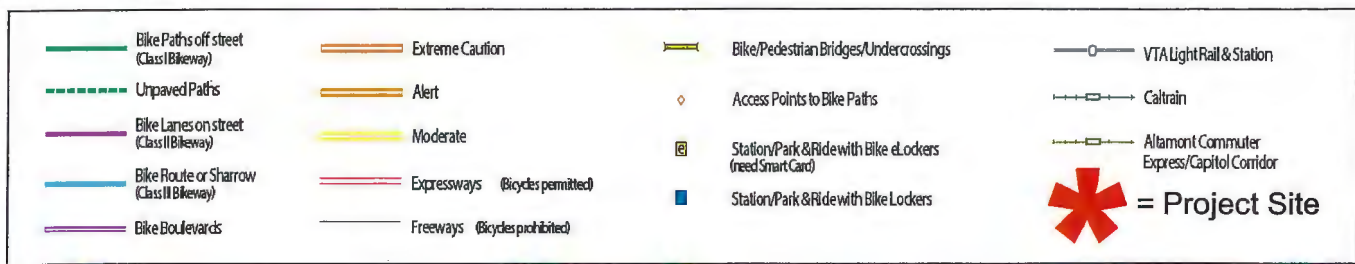 Bike Paths off street
(Class I Bikeway)
Unpaved Paths
Bike Lanes on street
(Class II Bikeway)
Bike Route or Sharrow
(Class III Bikeway)
Bike Boulevards
Extreme Caution
Alert
Moderate
Expressways (Bicycles permitted)
Freeways (Bicycles prohibited)
Bike/Pedestrian Bridges/Undercrossings
Access Points to Bike Paths
e
Station/Park & Ride with Bike eLockers
(need Smart Card)
Station/Park & Ride with Bike Lockers
VTA Light Rail & Station
Caltrain
Altamont Commuter
Express/Capitol Corridor
= Project Site